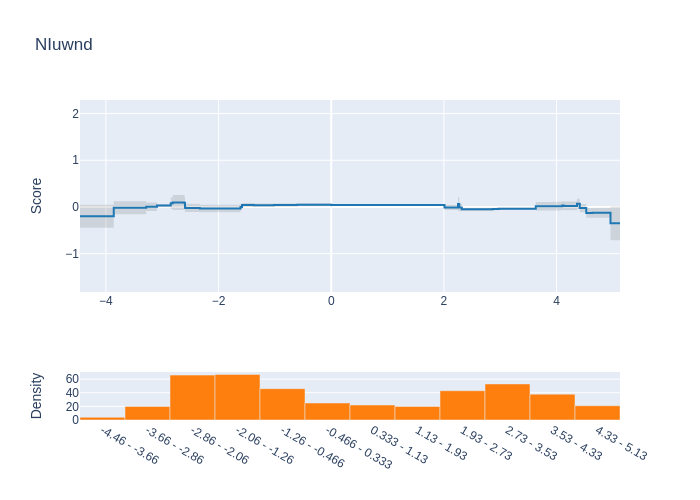 NIuwnd
2
1
0
−1
Score
−4
−2
0
2
4
60
40
20
0
Density
-4.46 - -3.66
-3.66 - -2.86
-2.86 - -2.06
-2.06 - -1.26
-1.26 - -0.466
-0.466 - 0.333
0.333 - 1.13
1.13 - 1.93
1.93 - 2.73
2.73 - 3.53
3.53 - 4.33
4.33 - 5.13